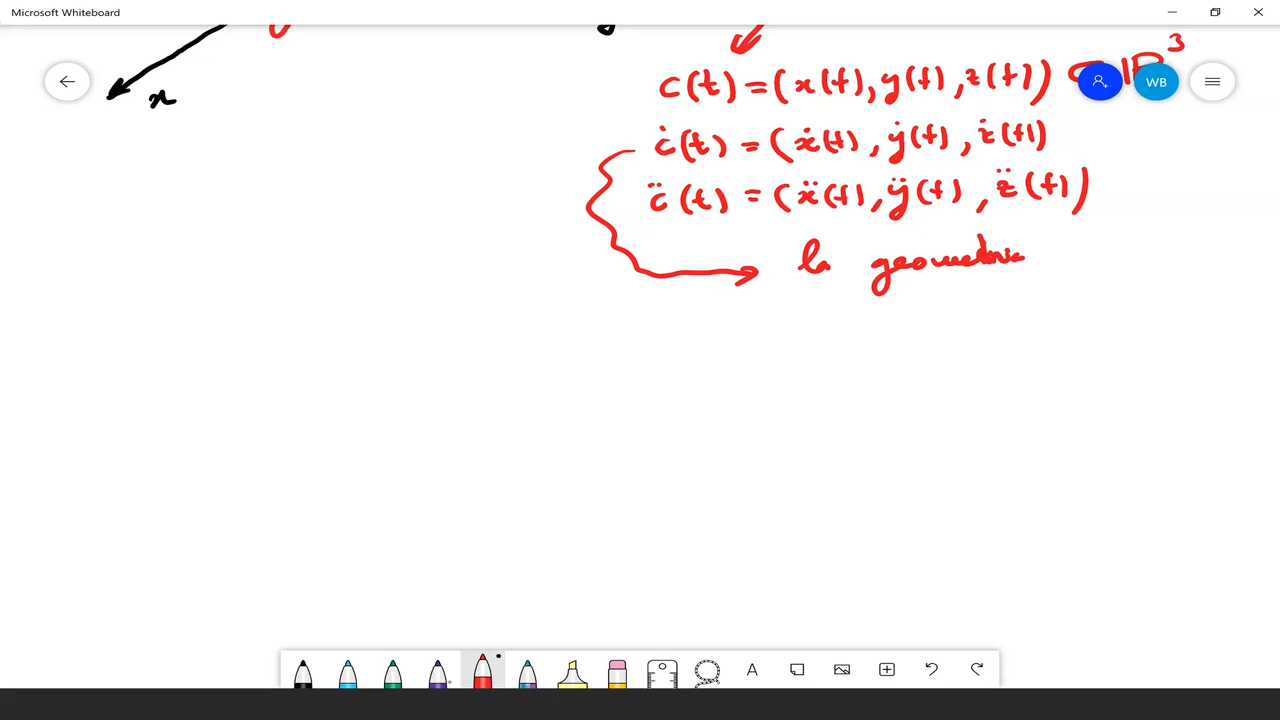 Microsoft Whiteboard
x
c(t) = (x(t), y(t), z(t)) ℝ³
WB
ċ(t) = (ẋ(t), ẏ(t), ż(t))
c̈(t) = (ẍ(t), ÿ(t), z̈(t))
la geometria
A